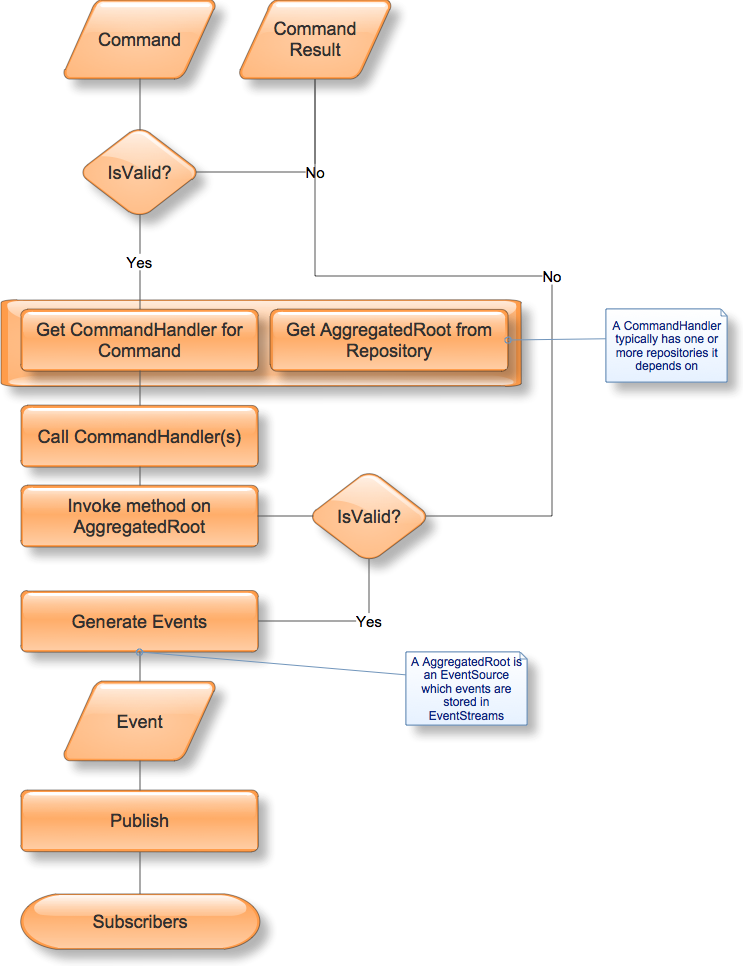 Command
Command
Result
IsValid?
No
Yes
No
Get CommandHandler for
Command
Get AggregatedRoot from
Repository
A CommandHandler
typically has one or
more repositories it
depends on
Call CommandHandler(s)
Invoke method on
AggregatedRoot
IsValid?
Generate Events
Yes
A AggregatedRoot is
an EventSource
which events are
stored in
EventStreams
Event
Publish
Subscribers